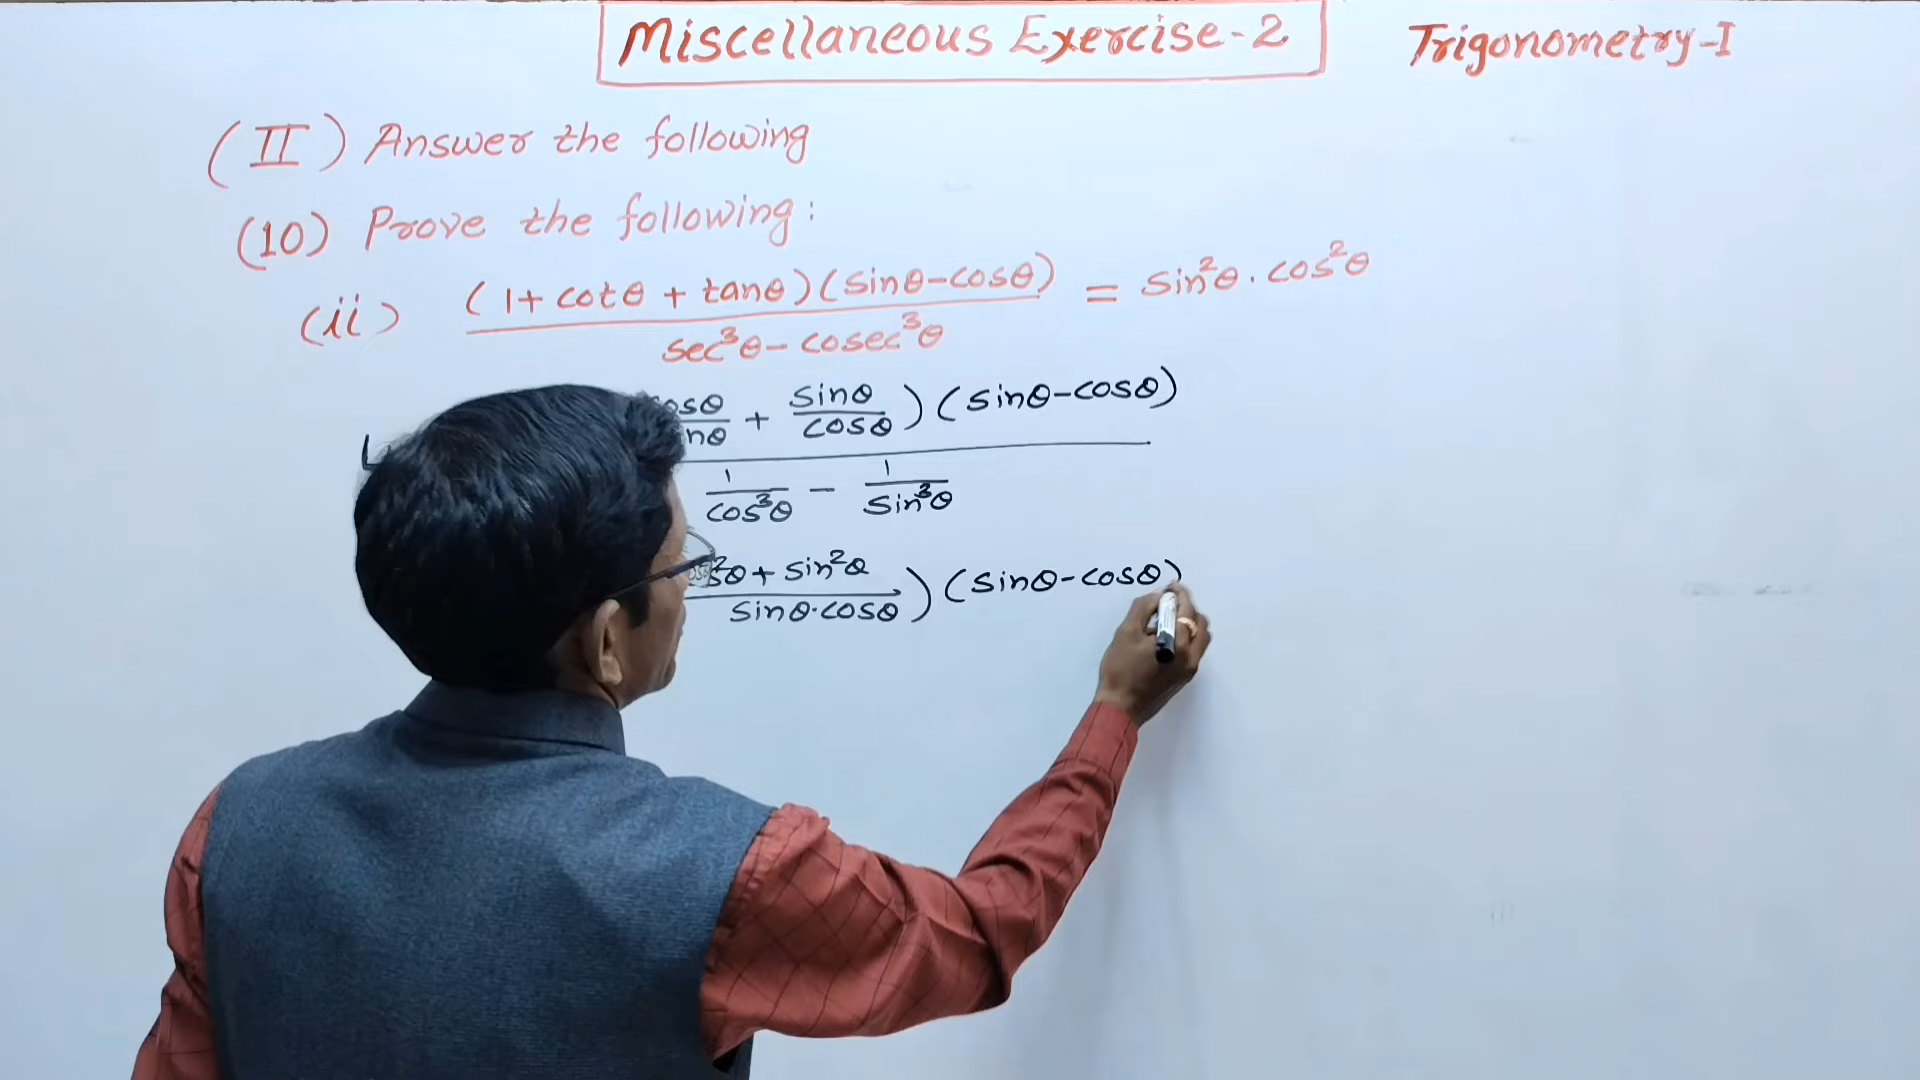 Miscellaneous Exercise-2
Trigonometry-I
(II) Answer the following
(10) Prove the following:
(ii) (1+cotθ+tanθ)(sinθ-cosθ) / sec³θ-cosec³θ = sin²θ.cos²θ
+ sinθ/cosθ)(sinθ-cosθ)
1/cos³θ - 1/sin³θ
²θ+sin²θ / sinθ.cosθ)(sinθ-cosθ)